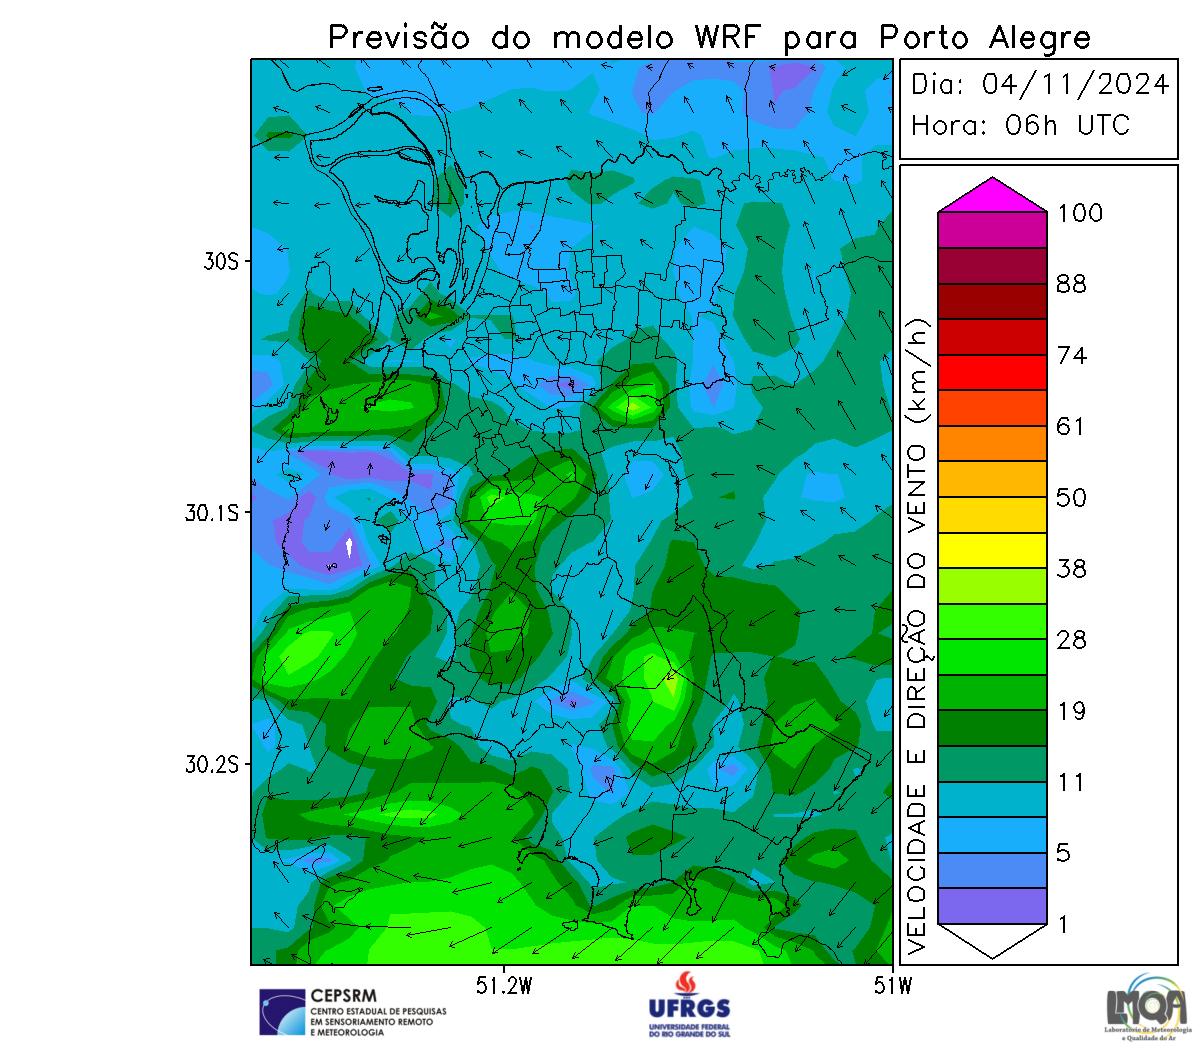 Previsão do modelo WRF para Porto Alegre
Dia: 04/11/2024
Hora: 06h UTC
30S
30.1S
30.2S
51.2W
51W
VELOCIDADE E DIREÇÃO DO VENTO (km/h)
100
88
74
61
50
38
28
19
11
5
1
CEPSRM
CENTRO ESTADUAL DE PESQUISAS
EM SENSORIAMENTO REMOTO
E METEOROLOGIA
UFRGS
UNIVERSIDADE FEDERAL
DO RIO GRANDE DO SUL
LMQA
Laboratório de Meteorologia
e Qualidade do Ar